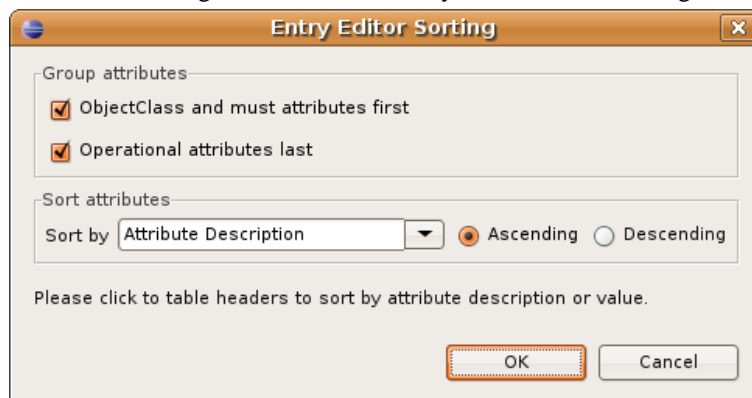 Entry Editor Sorting
Group attributes
ObjectClass and must attributes first
Operational attributes last
Sort attributes
Sort by Attribute Description Ascending Descending
Please click to table headers to sort by attribute description or value.
OK Cancel